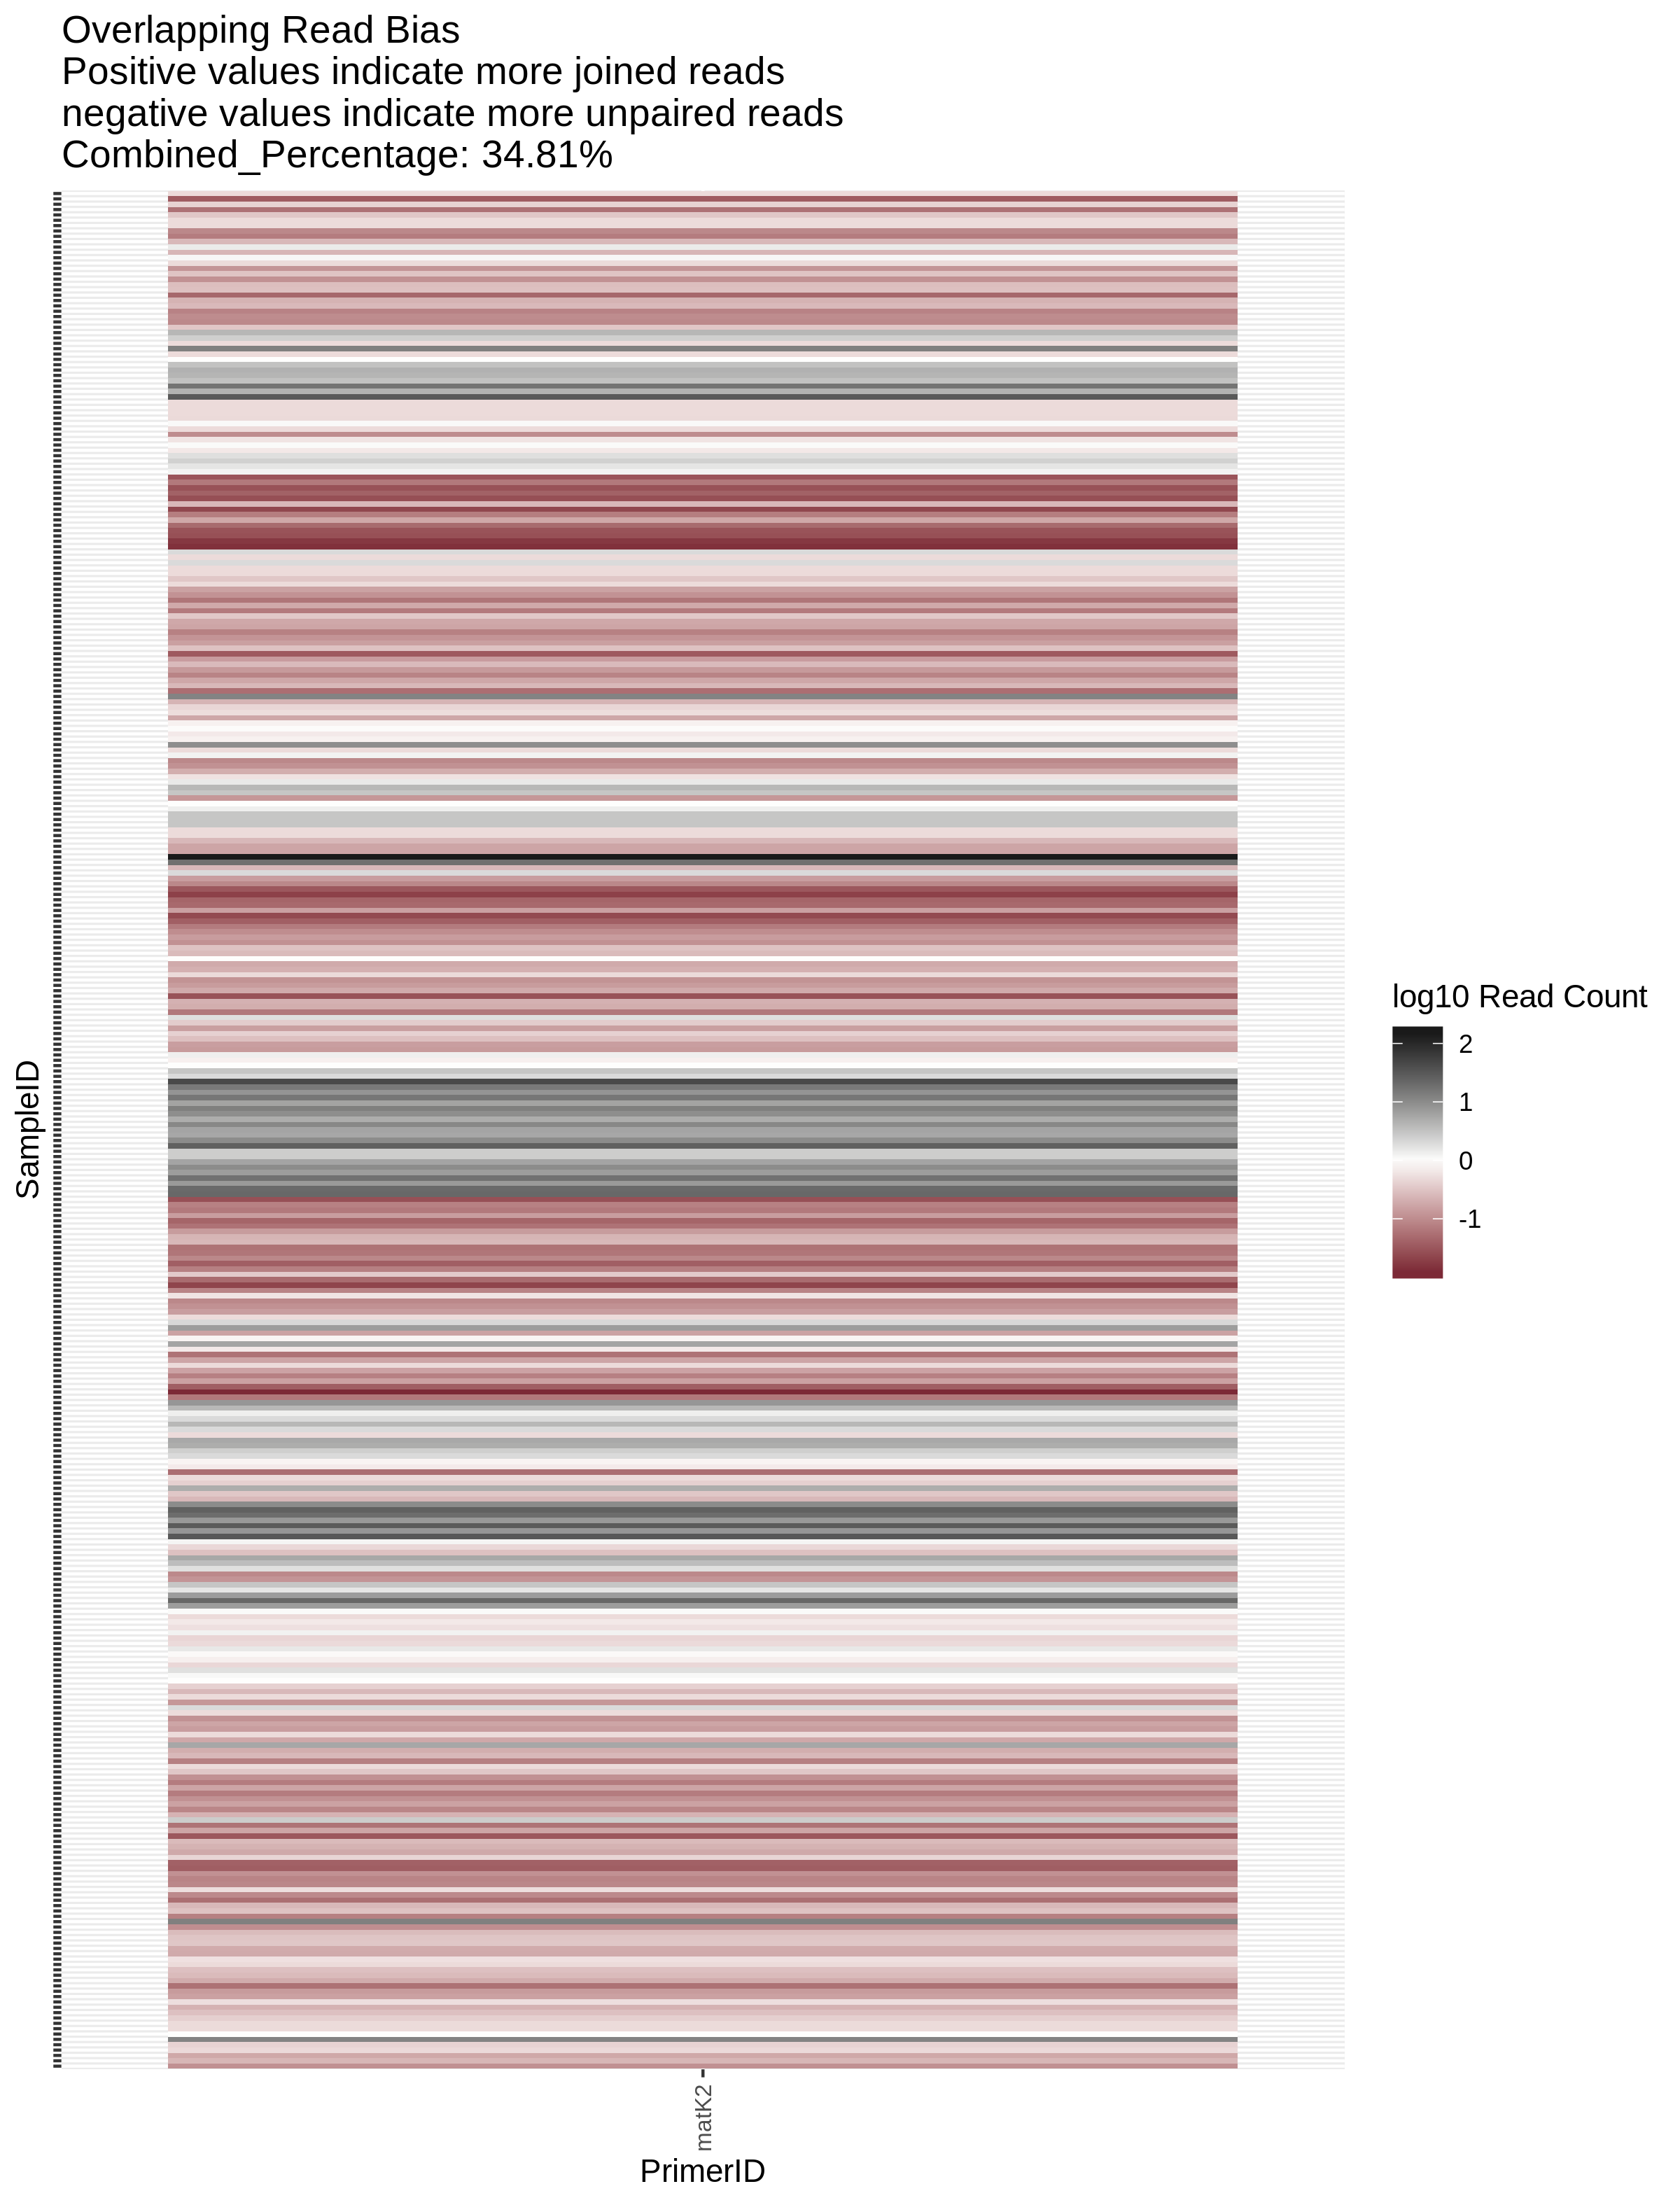 Overlapping Read Bias
Positive values indicate more joined reads
negative values indicate more unpaired reads
Combined_Percentage: 34.81%
SampleID
log10 Read Count
2
1
0
-1
matK2
PrimerID